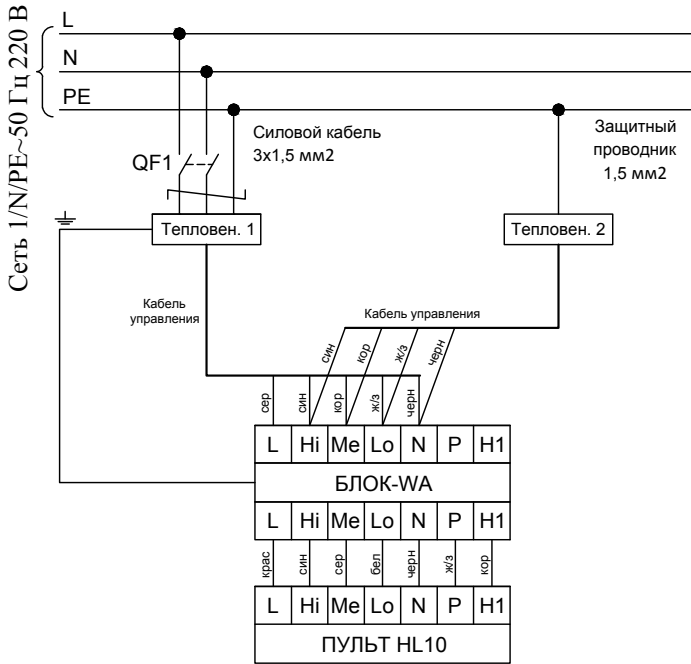 Сеть 1/N/PE~50 Гц 220 В
L
N
PE
QF1
Силовой кабель
3x1,5 мм2
Защитный
проводник
1,5 мм2
Тепловен. 1
Тепловен. 2
Кабель
управления
Кабель управления
син
кор
ж/з
черн
сер
син
кор
ж/з
черн
L Hi Me Lo N P H1
БЛОК-WA
L Hi Me Lo N P H1
крас
син
сер
бел
черн
ж/з
кор
L Hi Me Lo N P H1
ПУЛЬТ HL10